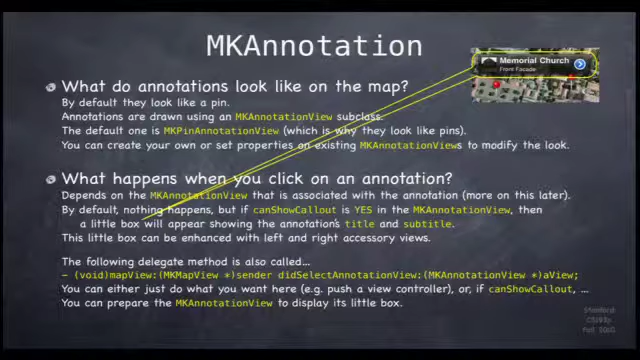 MKAnnotation
Memorial Church
Front Facade
What do annotations look like on the map?
By default they look like a pin.
Annotations are drawn using an MKAnnotationView subclass.
The default one is MKPinAnnotationView (which is why they look like pins).
You can create your own or set properties on existing MKAnnotationViews to modify the look.
What happens when you click on an annotation?
Depends on the MKAnnotationView that is associated with the annotation (more on this later).
By default, nothing happens, but if canShowCallout is YES in the MKAnnotationView, then
a little box will appear showing the annotation's title and subtitle.
This little box can be enhanced with left and right accessory views.
The following delegate method is also called...
- (void)mapView:(MKMapView *)sender didSelectAnnotationView:(MKAnnotationView *)aView;
You can either just do what you want here (e.g. push a view controller), or, if canShowCallout, ...
You can prepare the MKAnnotationView to display its little box.
Stanford
CS193p
Fall 2010